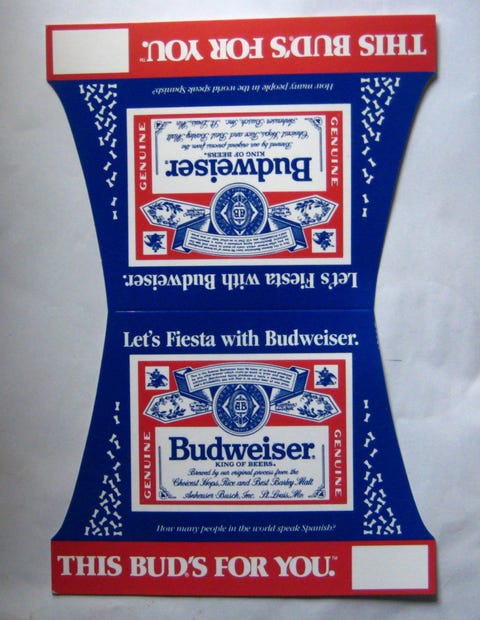 Let's Fiesta with Budweiser.
GENUINE
Budweiser
KING OF BEERS®
Brewed by our original process from the
Choicest Hops, Rice and Best Barley Malt
Anheuser-Busch, Inc. St. Louis, Mo.
GENUINE
How many people in the world speak Spanish?
THIS BUD'S FOR YOU.™
Let's Fiesta with Budweiser.
GENUINE
Budweiser®
KING OF BEERS®
Brewed by our original process from the
Choicest Hops, Rice and Best Barley Malt
Anheuser-Busch, Inc. St. Louis, Mo.
GENUINE
How many people in the world speak Spanish?
THIS BUD'S FOR YOU.™